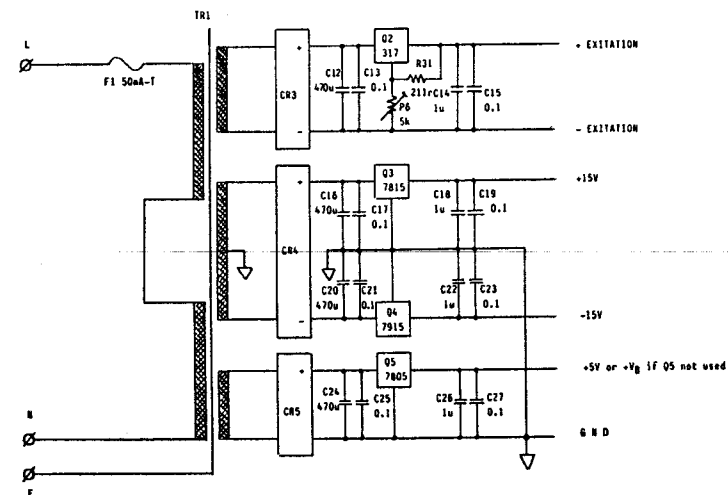 TR1
L
F1 50mA-T
CR3
+
-
C12
470u
C13
0.1
Q2
317
R31
211r
P6
5k
C14
1u
C15
0.1
+ EXITATION
- EXITATION
CR4
+
-
C16
470u
C17
0.1
Q3
7815
C18
1u
C19
0.1
+15V
C20
470u
C21
0.1
Q4
7915
C22
1u
C23
0.1
-15V
CR5
+
-
C24
470u
C25
0.1
Q5
7805
C26
1u
C27
0.1
+5V or +VB if Q5 not used
GND
N
E